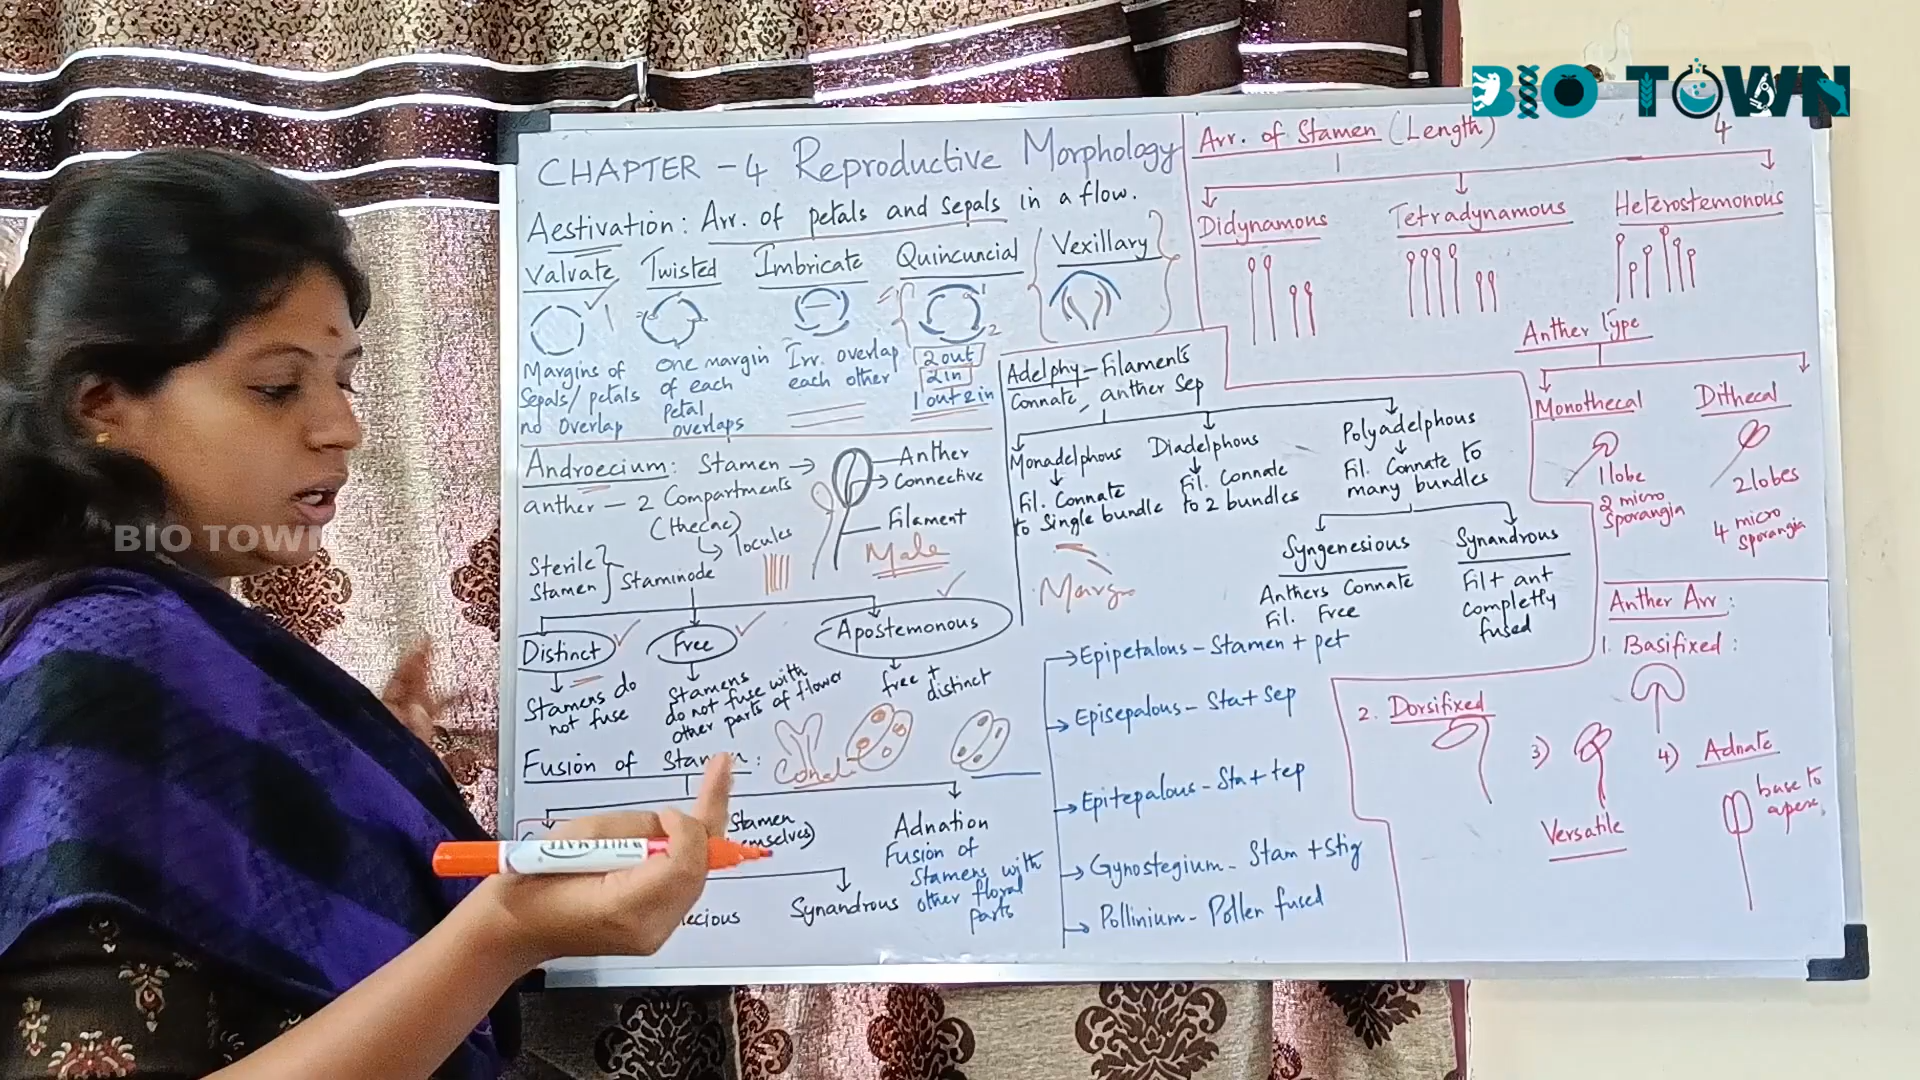 BIO TOWN
CHAPTER - 4 Reproductive Morphology
Aestivation: Arr. of petals and sepals in a flow.
Valvate
Twisted
Imbricate
Quincuncial
Vexillary
1
2
Margins of
Sepals/petals
no Overlap
one margin
of each
petal
overlaps
Irr. overlap
each other
2 out
2 in
1 out 2 in
Androecium: Stamen →
Anther
Connective
Filament
Male
anther - 2 Compartments
(thecae)
locules
Sterile
Stamen
Staminode
Distinct
Free
Apostemonous
Stamens do
not fuse
Stamens
do not fuse with
other parts of flower
free +
distinct
Fusion of Stamen:
Stamen
Adnation
Fusion of
Stamens with
other floral
parts
Synandrous
Adelphy - Filaments
Connate, anther Sep
Monadelphous
Fil. Connate
to Single bundle
Diadelphous
Fil. Connate
to 2 bundles
Polyadelphous
Fil. Connate to
many bundles
Syngenesious
Anthers Connate
Fil. Free
Synandrous
Fil + ant
completly
fused
Epipetalous - Stamen + pet
Episepalous - Sta + Sep
Epitepalous - Sta + tep
Gynostegium - Stam + Stig
Pollinium - Pollen fused
Arr. of Stamen (Length)
4
Didynamous
Tetradynamous
Heterostemonous
Anther Type
Monothecal
Dithecal
1 lobe
2 micro
sporangia
2 lobes
4 micro
sporangia
Anther Arr:
1. Basifixed:
2. Dorsifixed
3)
Versatile
4) Adnate
base to
apex.
BIO TOWN
WHITEMATE